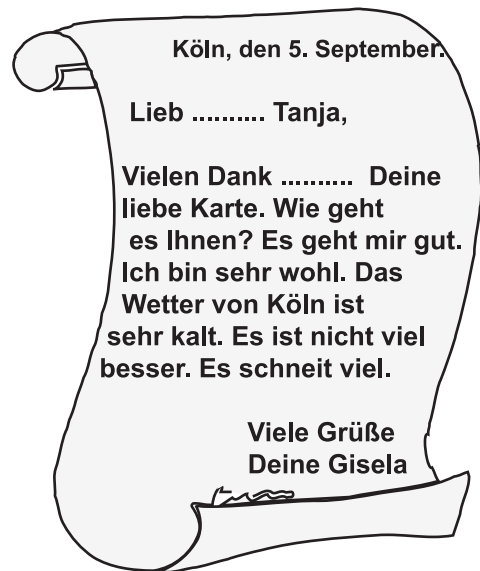 Köln, den 5. September.
Lieb .......... Tanja,
Vielen Dank .......... Deine
liebe Karte. Wie geht
es Ihnen? Es geht mir gut.
Ich bin sehr wohl. Das
Wetter von Köln ist
sehr kalt. Es ist nicht viel
besser. Es schneit viel.
Viele Grüße
Deine Gisela